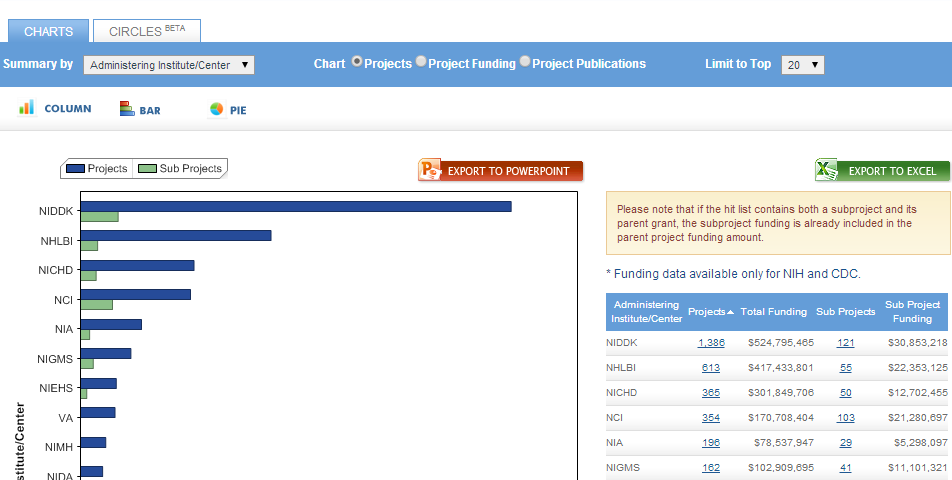 CHARTS
CIRCLES BETA
Summary by
Administering Institute/Center
Chart
Projects
Project Funding
Project Publications
Limit to Top
20
COLUMN
BAR
PIE
Projects
Sub Projects
EXPORT TO POWERPOINT
EXPORT TO EXCEL
NIDDK
NHLBI
NICHD
NCI
NIA
NIGMS
NIEHS
VA
NIMH
NIDA
stitute/Center
Please note that if the hit list contains both a subproject and its
parent grant, the subproject funding is already included in the
parent project funding amount.
* Funding data available only for NIH and CDC.
Administering Institute/Center Projects Total Funding Sub Projects Sub Project Funding
NIDDK 1,386 $524,795,465 121 $30,853,218
NHLBI 613 $417,433,801 55 $22,353,125
NICHD 365 $301,849,706 50 $12,702,455
NCI 354 $170,708,404 103 $21,280,697
NIA 196 $78,537,947 29 $5,298,097
NIGMS 162 $102,909,695 41 $11,101,321